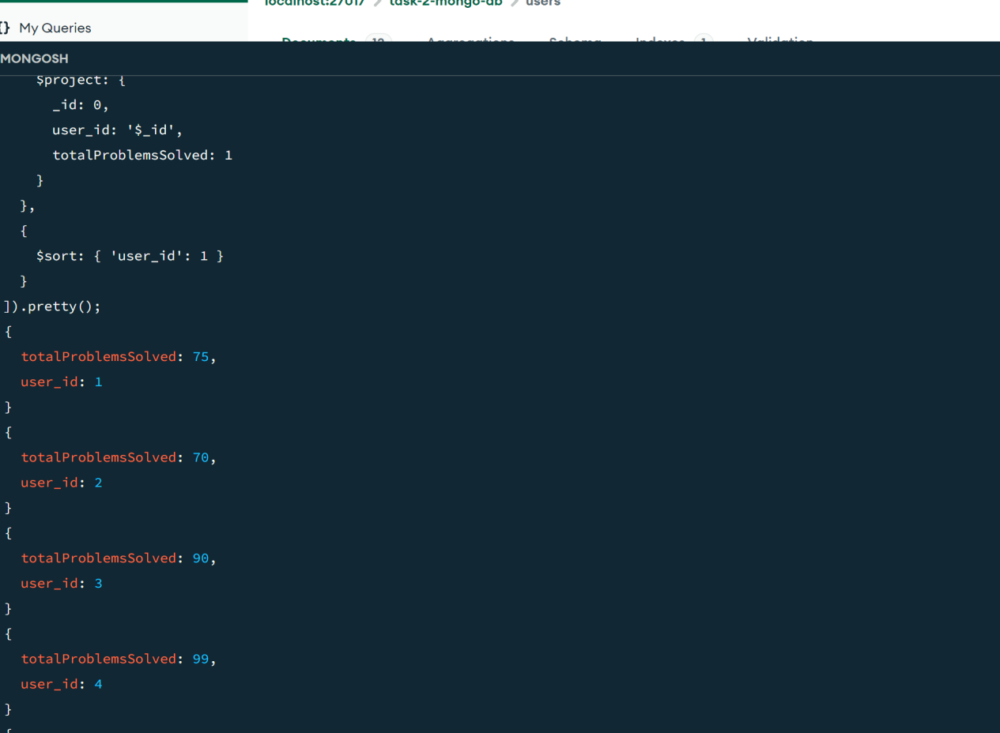 localhost:27017 > task-2-mongo-db > users
{} My Queries
Documents 12 Aggregations Schema Indexes 1 Validation
MONGOSH
$project: {
_id: 0,
user_id: '$_id',
totalProblemsSolved: 1
}
},
{
$sort: { 'user_id': 1 }
}
]).pretty();
{
totalProblemsSolved: 75,
user_id: 1
}
{
totalProblemsSolved: 70,
user_id: 2
}
{
totalProblemsSolved: 90,
user_id: 3
}
{
totalProblemsSolved: 99,
user_id: 4
}
{